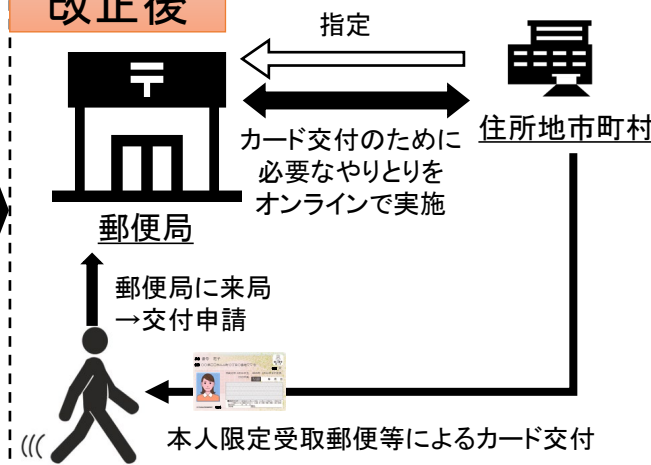 改正後
指定
カード交付のために
必要なやりとりを
オンラインで実施
住所地市町村
郵便局
郵便局に来局
→交付申請
本人限定受取郵便等によるカード交付